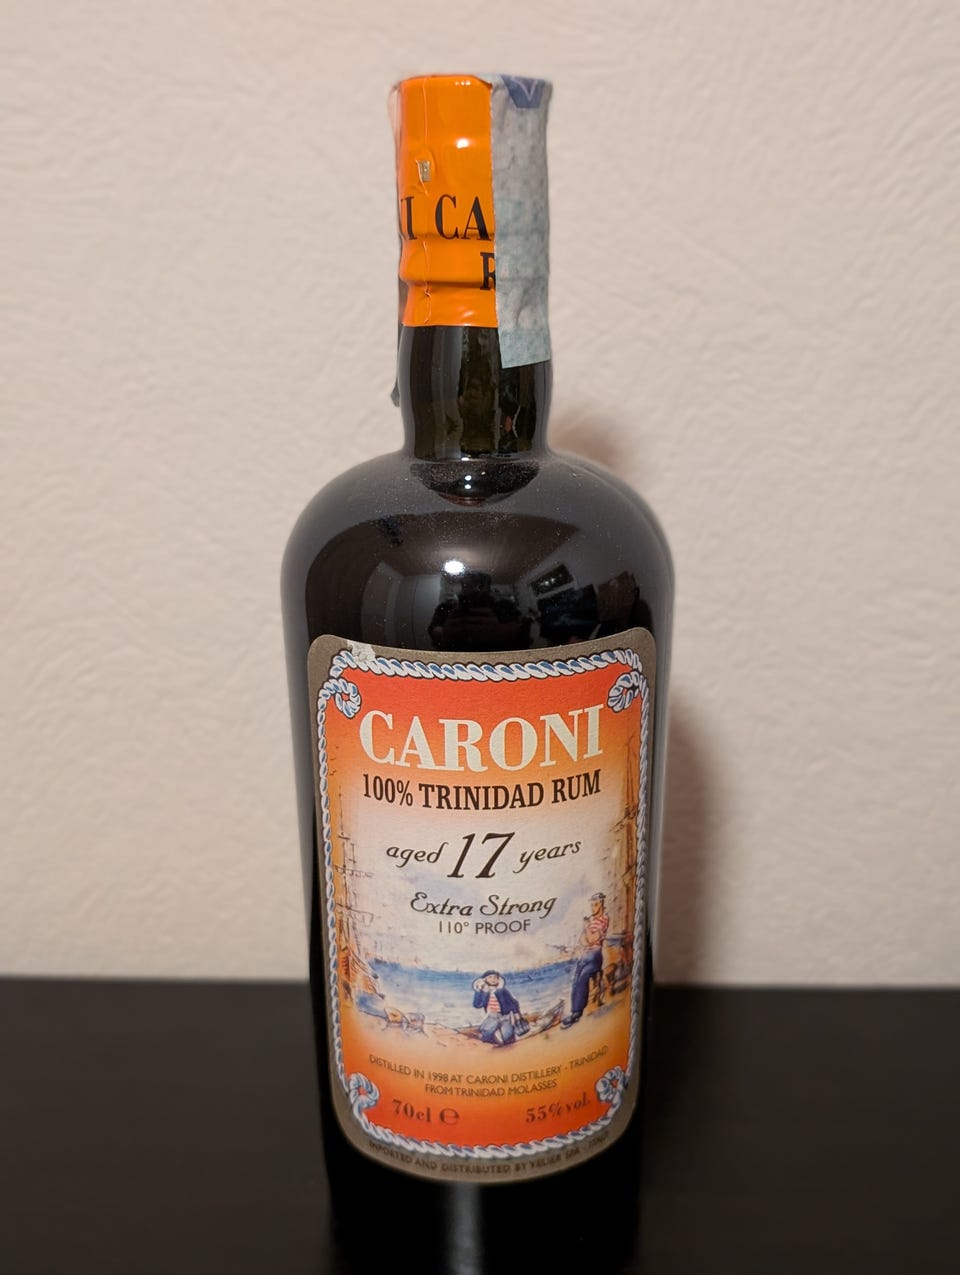 I CA
R
CARONI
100% TRINIDAD RUM
aged 17 years
Extra Strong
110° PROOF
DISTILLED IN 1998 AT CARONI DISTILLERY - TRINIDAD
FROM TRINIDAD MOLASSES
70cl ℮ 55% vol.
IMPORTED AND DISTRIBUTED BY VELIER SPA - ITALY